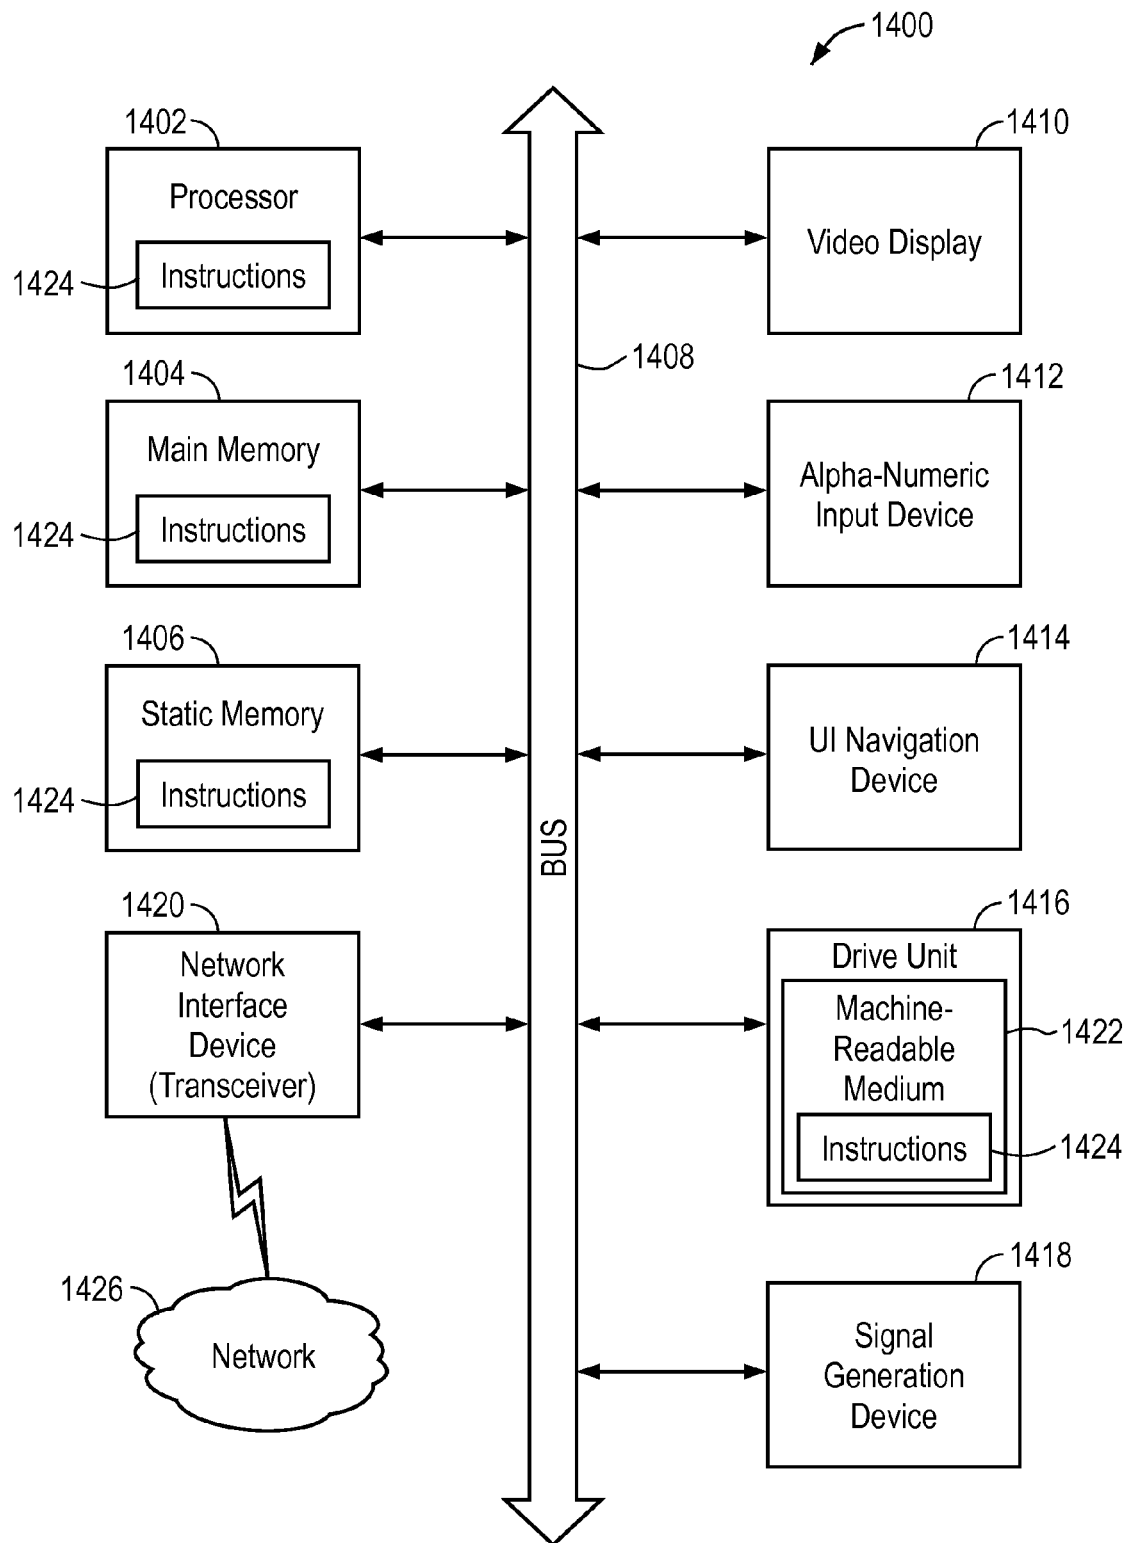 1400
1402
Processor
1424
Instructions
1404
Main Memory
1424
Instructions
1406
Static Memory
1424
Instructions
1420
Network
Interface
Device
(Transceiver)
1426
Network
1408
BUS
1410
Video Display
1412
Alpha-Numeric
Input Device
1414
UI Navigation
Device
1416
Drive Unit
Machine-
Readable
Medium
1422
Instructions
1424
1418
Signal
Generation
Device